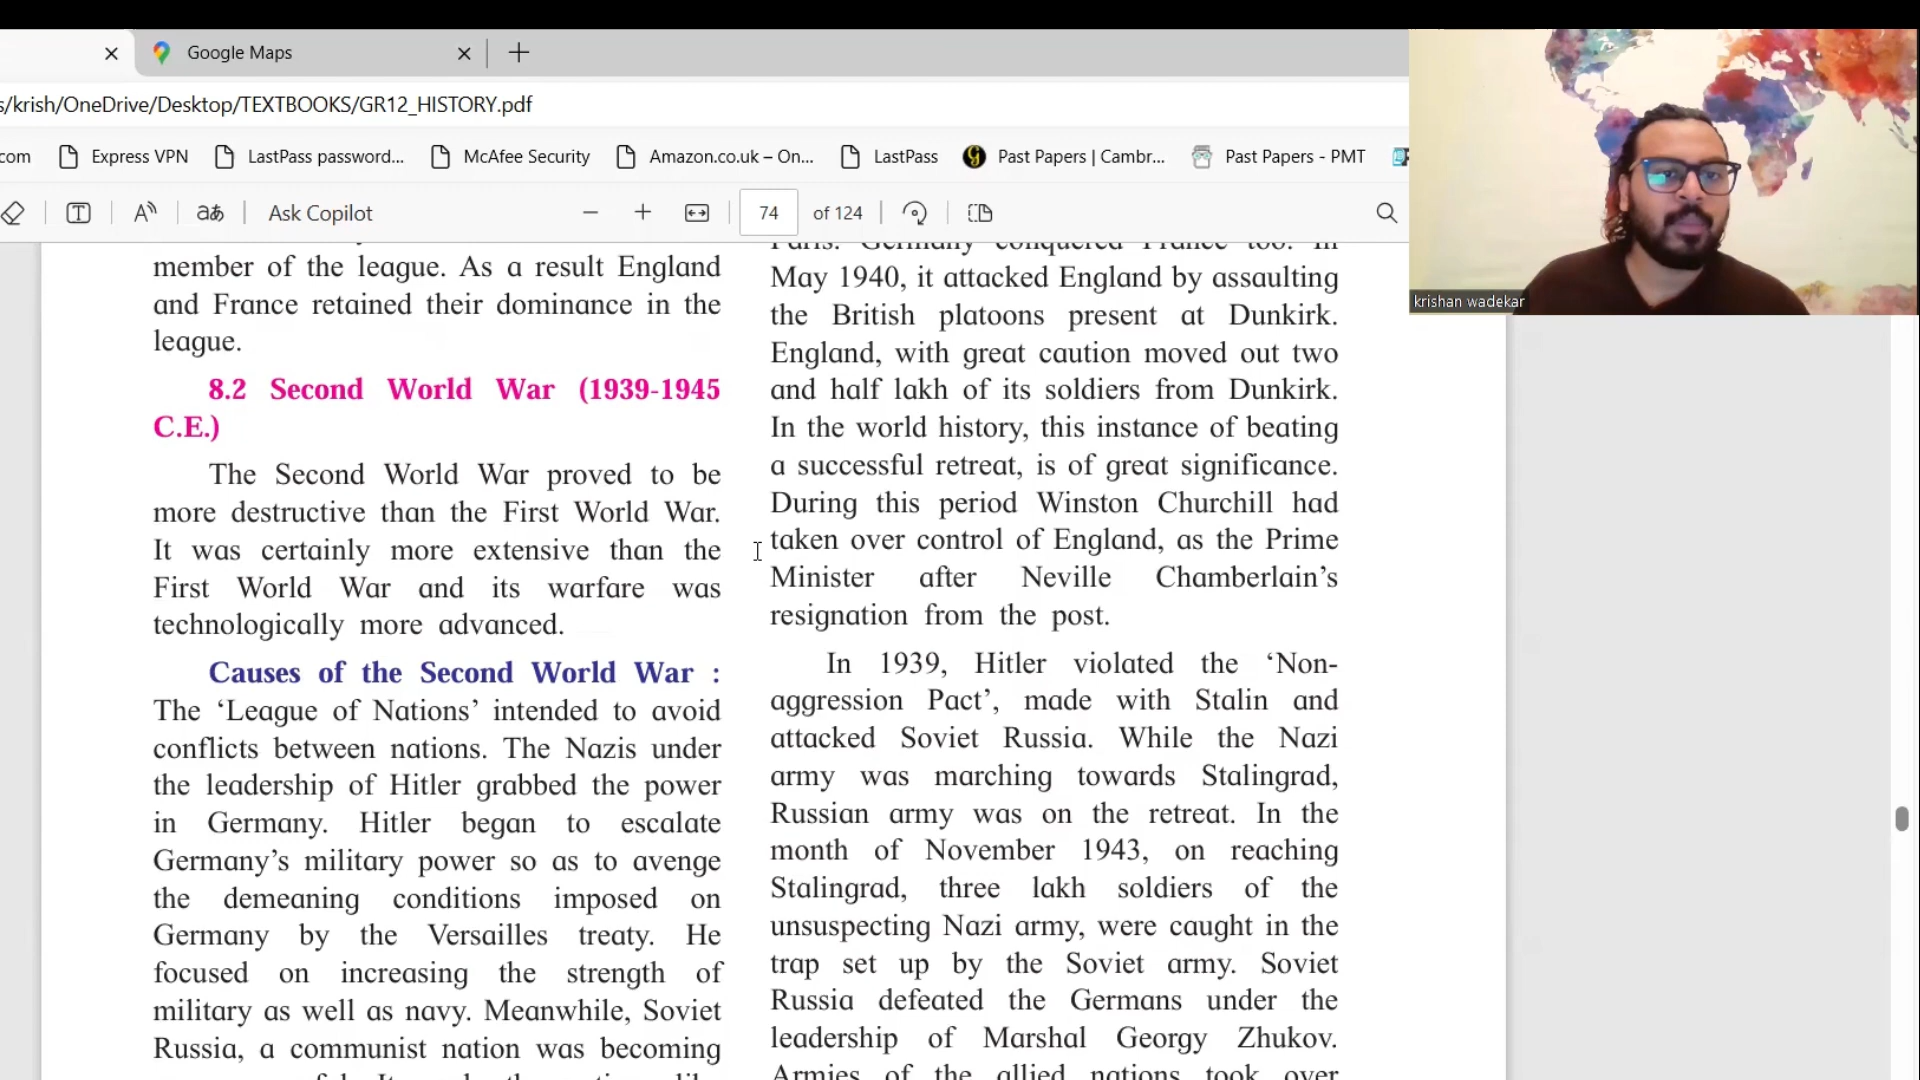 Google Maps
s/krish/OneDrive/Desktop/TEXTBOOKS/GR12_HISTORY.pdf
com
Express VPN
LastPass password...
McAfee Security
Amazon.co.uk – On...
LastPass
Past Papers | Cambr...
Past Papers - PMT
Ask Copilot
74 of 124
krishan wadekar
member of the league. As a result England
and France retained their dominance in the
league.
8.2 Second World War (1939-1945
C.E.)
The Second World War proved to be
more destructive than the First World War.
It was certainly more extensive than the
First World War and its warfare was
technologically more advanced.
Causes of the Second World War :
The ‘League of Nations’ intended to avoid
conflicts between nations. The Nazis under
the leadership of Hitler grabbed the power
in Germany. Hitler began to escalate
Germany’s military power so as to avenge
the demeaning conditions imposed on
Germany by the Versailles treaty. He
focused on increasing the strength of
military as well as navy. Meanwhile, Soviet
Russia, a communist nation was becoming
Paris. Germany conquered France too. In
May 1940, it attacked England by assaulting
the British platoons present at Dunkirk.
England, with great caution moved out two
and half lakh of its soldiers from Dunkirk.
In the world history, this instance of beating
a successful retreat, is of great significance.
During this period Winston Churchill had
taken over control of England, as the Prime
Minister after Neville Chamberlain’s
resignation from the post.
In 1939, Hitler violated the ‘Non-
aggression Pact’, made with Stalin and
attacked Soviet Russia. While the Nazi
army was marching towards Stalingrad,
Russian army was on the retreat. In the
month of November 1943, on reaching
Stalingrad, three lakh soldiers of the
unsuspecting Nazi army, were caught in the
trap set up by the Soviet army. Soviet
Russia defeated the Germans under the
leadership of Marshal Georgy Zhukov.
Armies of the allied nations took over